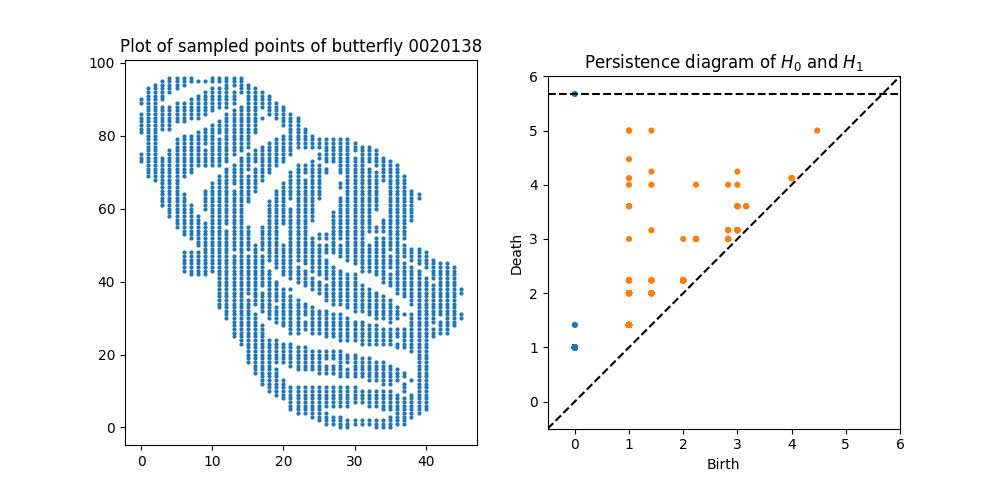 Plot of sampled points of butterfly 0020138
100
80
60
40
20
0
0 10 20 30 40
Persistence diagram of H₀ and H₁
6
5
4
3
2
1
0
Death
0 1 2 3 4 5 6
Birth